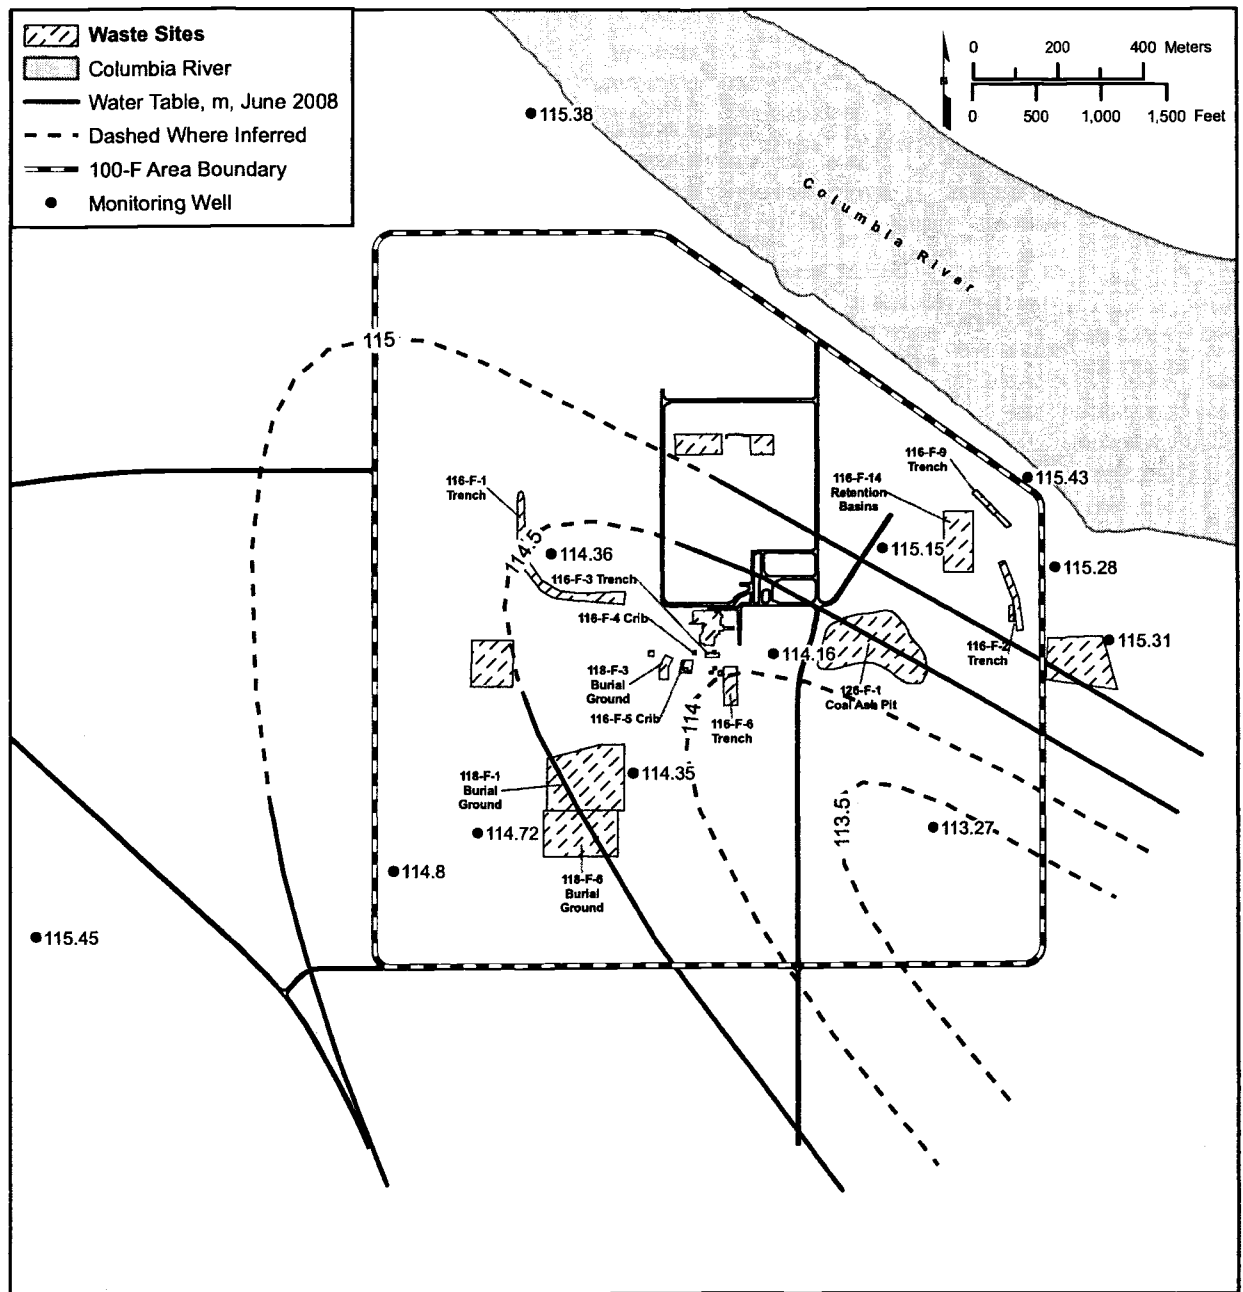 Waste Sites
Columbia River
Water Table, m, June 2008
Dashed Where Inferred
100-F Area Boundary
Monitoring Well
0 200 400 Meters
0 500 1,000 1,500 Feet
115.38
Columbia River
115
116-F-9
Trench
116-F-14
Retention
Basins
115.43
116-F-1
Trench
114.5
114.36
115.15
115.28
116-F-3 Trench
116-F-4 Crib
114.16
116-F-2
Trench
115.31
118-F-3
Burial
Ground
126-F-1
Coal Ash Pit
116-F-5 Crib
114
116-F-6
Trench
118-F-1
Burial
Ground
114.35
113.5
113.27
114.72
114.8
118-F-6
Burial
Ground
115.45